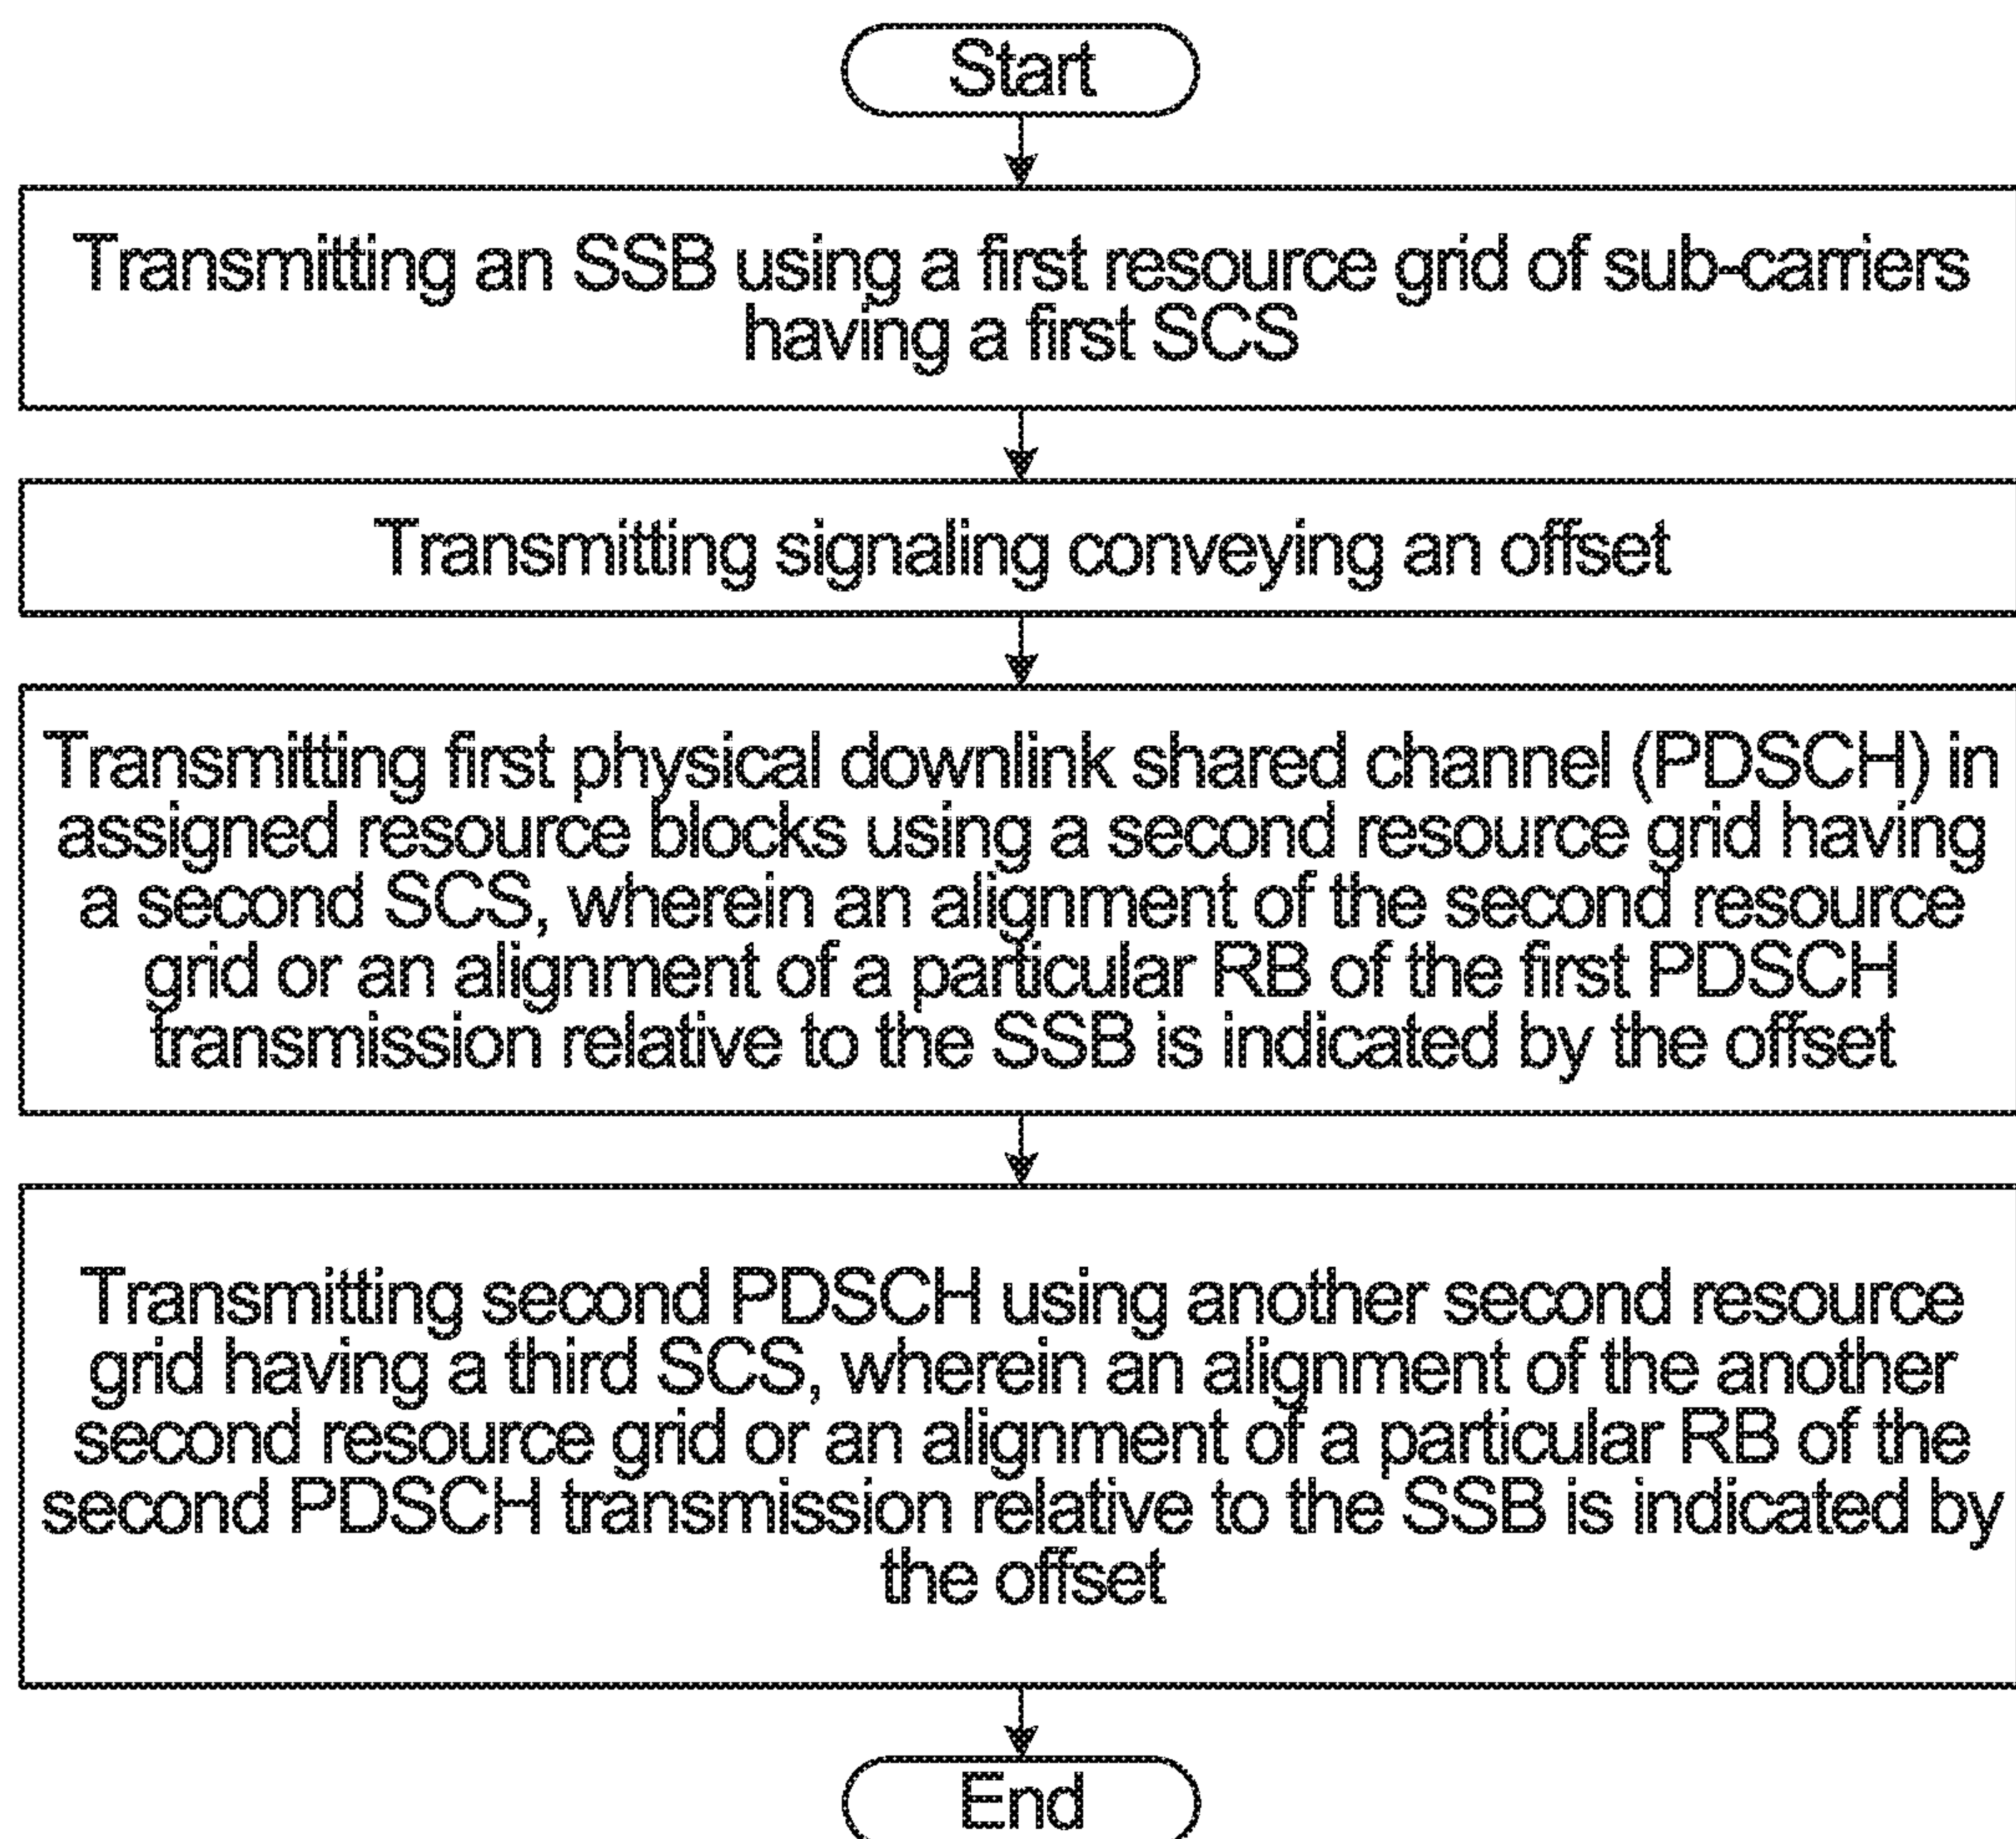 Start
Transmitting an SSB using a first resource grid of sub-carriers
having a first SCS
Transmitting signaling conveying an offset
Transmitting first physical downlink shared channel (PDSCH) in
assigned resource blocks using a second resource grid having
a second SCS, wherein an alignment of the second resource
grid or an alignment of a particular RB of the first PDSCH
transmission relative to the SSB is indicated by the offset
Transmitting second PDSCH using another second resource
grid having a third SCS, wherein an alignment of the another
second resource grid or an alignment of a particular RB of the
second PDSCH transmission relative to the SSB is indicated by
the offset
End